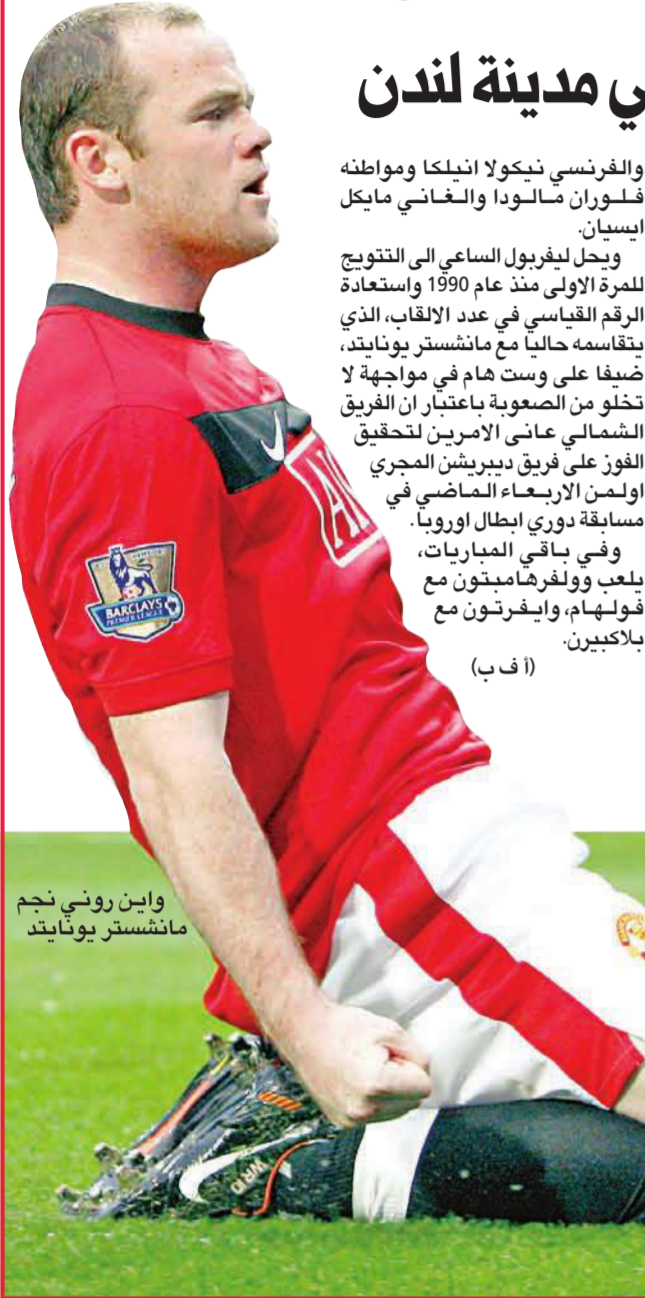 ي مدينة لندن
والفرنسي نيكولا انيلكا ومواطنه
فلوران مالودا والغاني مايكل
ايسيان.
ويحل ليفربول الساعي الى التتويج
للمرة الاولى منذ عام 1990 واستعادة
الرقم القياسي في عدد الالقاب، الذي
يتقاسمه حاليا مع مانشستر يونايتد،
ضيفا على وست هام في مواجهة لا
تخلو من الصعوبة باعتبار ان الفريق
الشمالي عانى الامرين لتحقيق
الفوز على فريق ديبريشن المجري
اولمن الاربعاء الماضي في
مسابقة دوري ابطال اوروبا.
وفي باقي المباريات،
يلعب وولفرهامبتون مع
فولهام، وايفرتون مع
بلاكبيرن.
(أ ف ب)
BARCLAYS
PREMIER LEAGUE
واين روني نجم
مانشستر يونايتد
WR